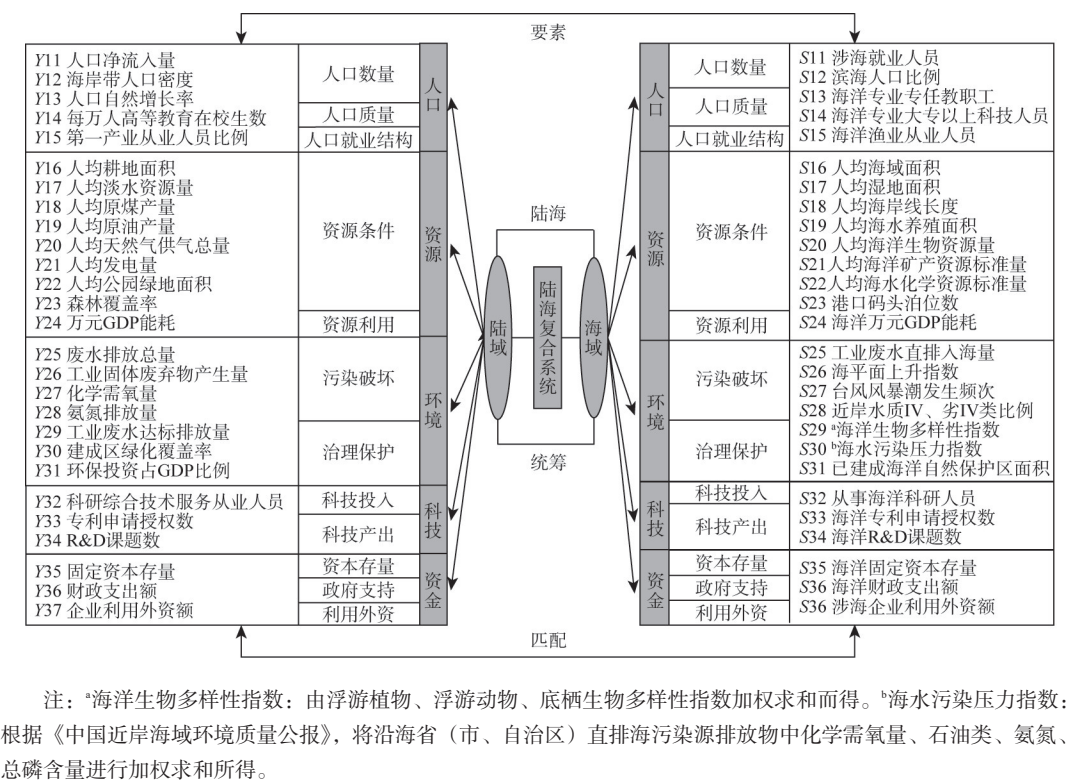 要素
Y11 人口净流入量
Y12 海岸带人口密度
Y13 人口自然增长率
Y14 每万人高等教育在校生数
Y15 第一产业从业人员比例
人口数量
人口质量
人口就业结构
人口
Y16 人均耕地面积
Y17 人均淡水资源量
Y18 人均原煤产量
Y19 人均原油产量
Y20 人均天然气供气总量
Y21 人均发电量
Y22 人均公园绿地面积
Y23 森林覆盖率
Y24 万元GDP能耗
资源条件
资源利用
资源
Y25 废水排放总量
Y26 工业固体废弃物产生量
Y27 化学需氧量
Y28 氨氮排放量
Y29 工业废水达标排放量
Y30 建成区绿化覆盖率
Y31 环保投资占GDP比例
污染破坏
治理保护
环境
Y32 科研综合技术服务从业人员
Y33 专利申请授权数
Y34 R&D课题数
科技投入
科技产出
科技
Y35 固定资本存量
Y36 财政支出额
Y37 企业利用外资额
资本存量
政府支持
利用外资
资金
陆海
陆域
陆海复合系统
海域
统筹
人口
人口数量
人口质量
人口就业结构
S11 涉海就业人员
S12 滨海人口比例
S13 海洋专业专任教职工
S14 海洋专业大专以上科技人员
S15 海洋渔业从业人员
资源
资源条件
资源利用
S16 人均海域面积
S17 人均湿地面积
S18 人均海岸线长度
S19 人均海水养殖面积
S20 人均海洋生物资源量
S21人均海洋矿产资源标准量
S22人均海水化学资源标准量
S23 港口码头泊位数
S24 海洋万元GDP能耗
环境
污染破坏
治理保护
S25 工业废水直排入海量
S26 海平面上升指数
S27 台风风暴潮发生频次
S28 近岸水质IV、劣IV类比例
S29 ᵃ海洋生物多样性指数
S30 ᵇ海水污染压力指数
S31 已建成海洋自然保护区面积
科技
科技投入
科技产出
S32 从事海洋科研人员
S33 海洋专利申请授权数
S34 海洋R&D课题数
资金
资本存量
政府支持
利用外资
S35 海洋固定资本存量
S36 海洋财政支出额
S36 涉海企业利用外资额
匹配
注：ᵃ海洋生物多样性指数：由浮游植物、浮游动物、底栖生物多样性指数加权求和而得。ᵇ海水污染压力指数：
根据《中国近岸海域环境质量公报》，将沿海省（市、自治区）直排海污染源排放物中化学需氧量、石油类、氨氮、
总磷含量进行加权求和所得。